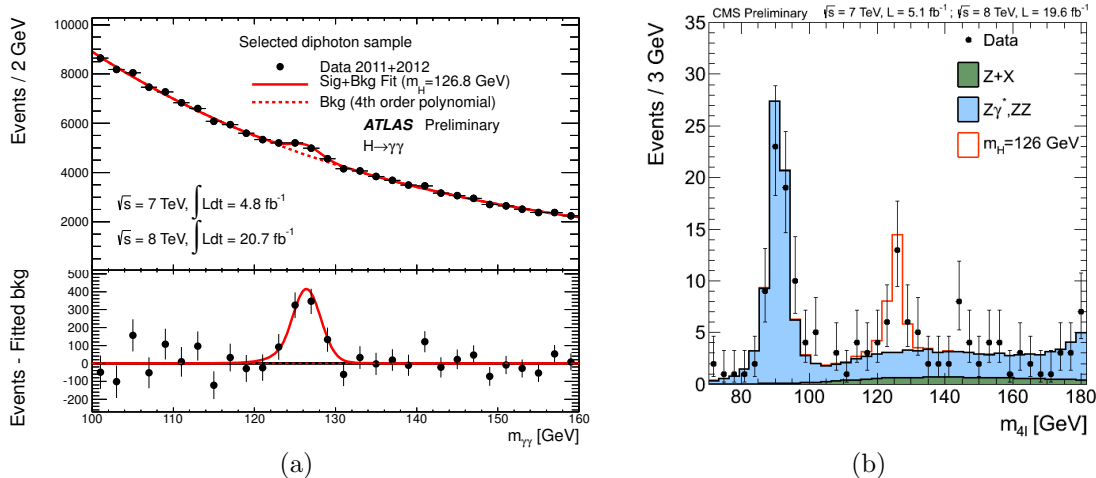 Events / 2 GeV
10000
8000
6000
4000
2000
Selected diphoton sample
Data 2011+2012
Sig+Bkg Fit (mH=126.8 GeV)
Bkg (4th order polynomial)
ATLAS Preliminary
H→γγ
√s = 7 TeV, ∫Ldt = 4.8 fb⁻¹
√s = 8 TeV, ∫Ldt = 20.7 fb⁻¹
Events - Fitted bkg
500
400
300
200
100
0
-100
-200
100 110 120 130 140 150 160
mγγ [GeV]
(a)
CMS Preliminary √s = 7 TeV, L = 5.1 fb⁻¹ ; √s = 8 TeV, L = 19.6 fb⁻¹
Events / 3 GeV
35
30
25
20
15
10
5
0
Data
Z+X
Zγ*,ZZ
mH=126 GeV
80 100 120 140 160 180
m4l [GeV]
(b)